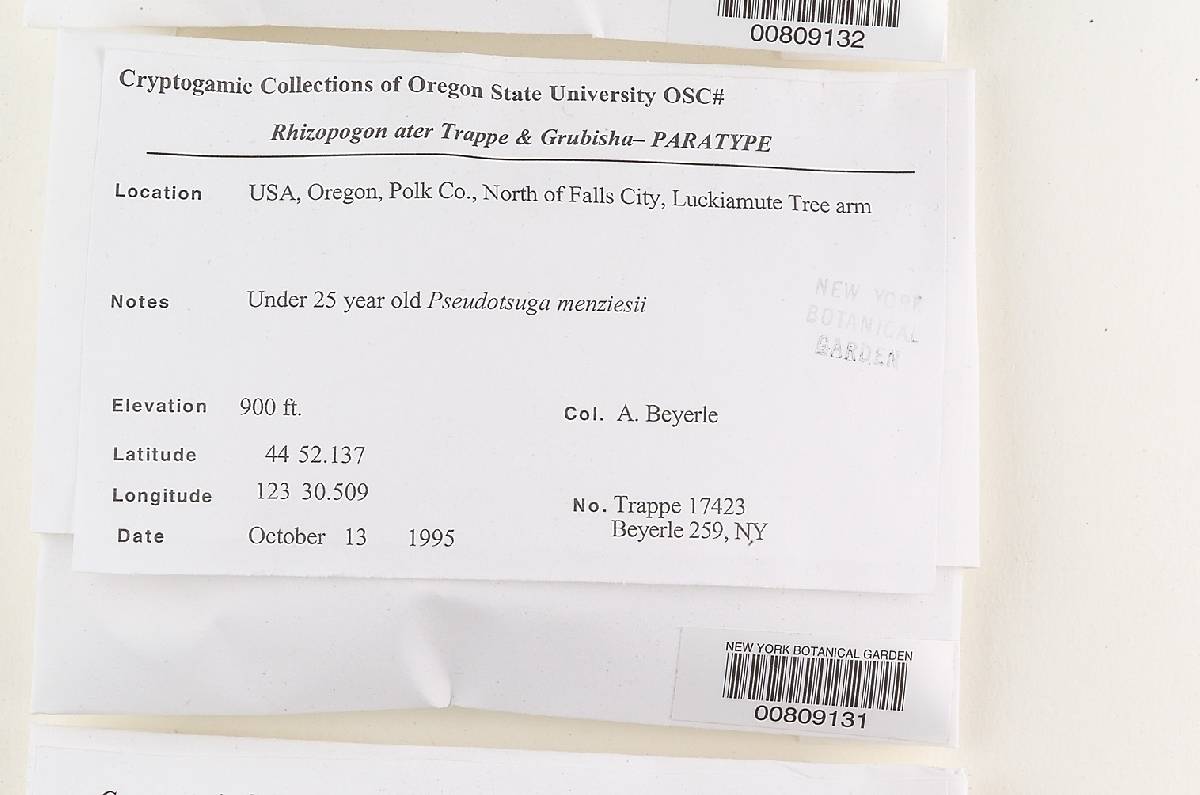 00809132
Cryptogamic Collections of Oregon State University OSC#
Rhizopogon ater Trappe & Grubisha– PARATYPE
Location USA, Oregon, Polk Co., North of Falls City, Luckiamute Tree arm
Notes Under 25 year old Pseudotsuga menziesii
NEW YORK
BOTANICAL
GARDEN
Elevation 900 ft.
Col. A. Beyerle
Latitude 44 52.137
Longitude 123 30.509
No. Trappe 17423
Beyerle 259, NY
Date October 13 1995
NEW YORK BOTANICAL GARDEN
00809131